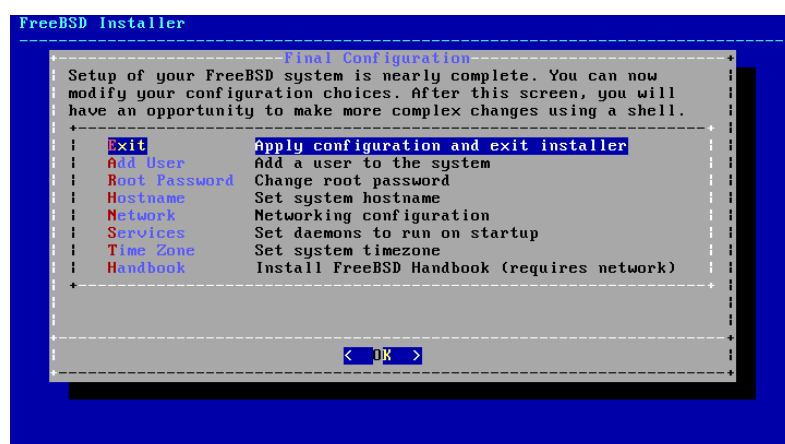 FreeBSD Installer
Final Configuration
Setup of your FreeBSD system is nearly complete. You can now
modify your configuration choices. After this screen, you will
have an opportunity to make more complex changes using a shell.
Exit Apply configuration and exit installer
Add User Add a user to the system
Root Password Change root password
Hostname Set system hostname
Network Networking configuration
Services Set daemons to run on startup
Time Zone Set system timezone
Handbook Install FreeBSD Handbook (requires network)
< OK >